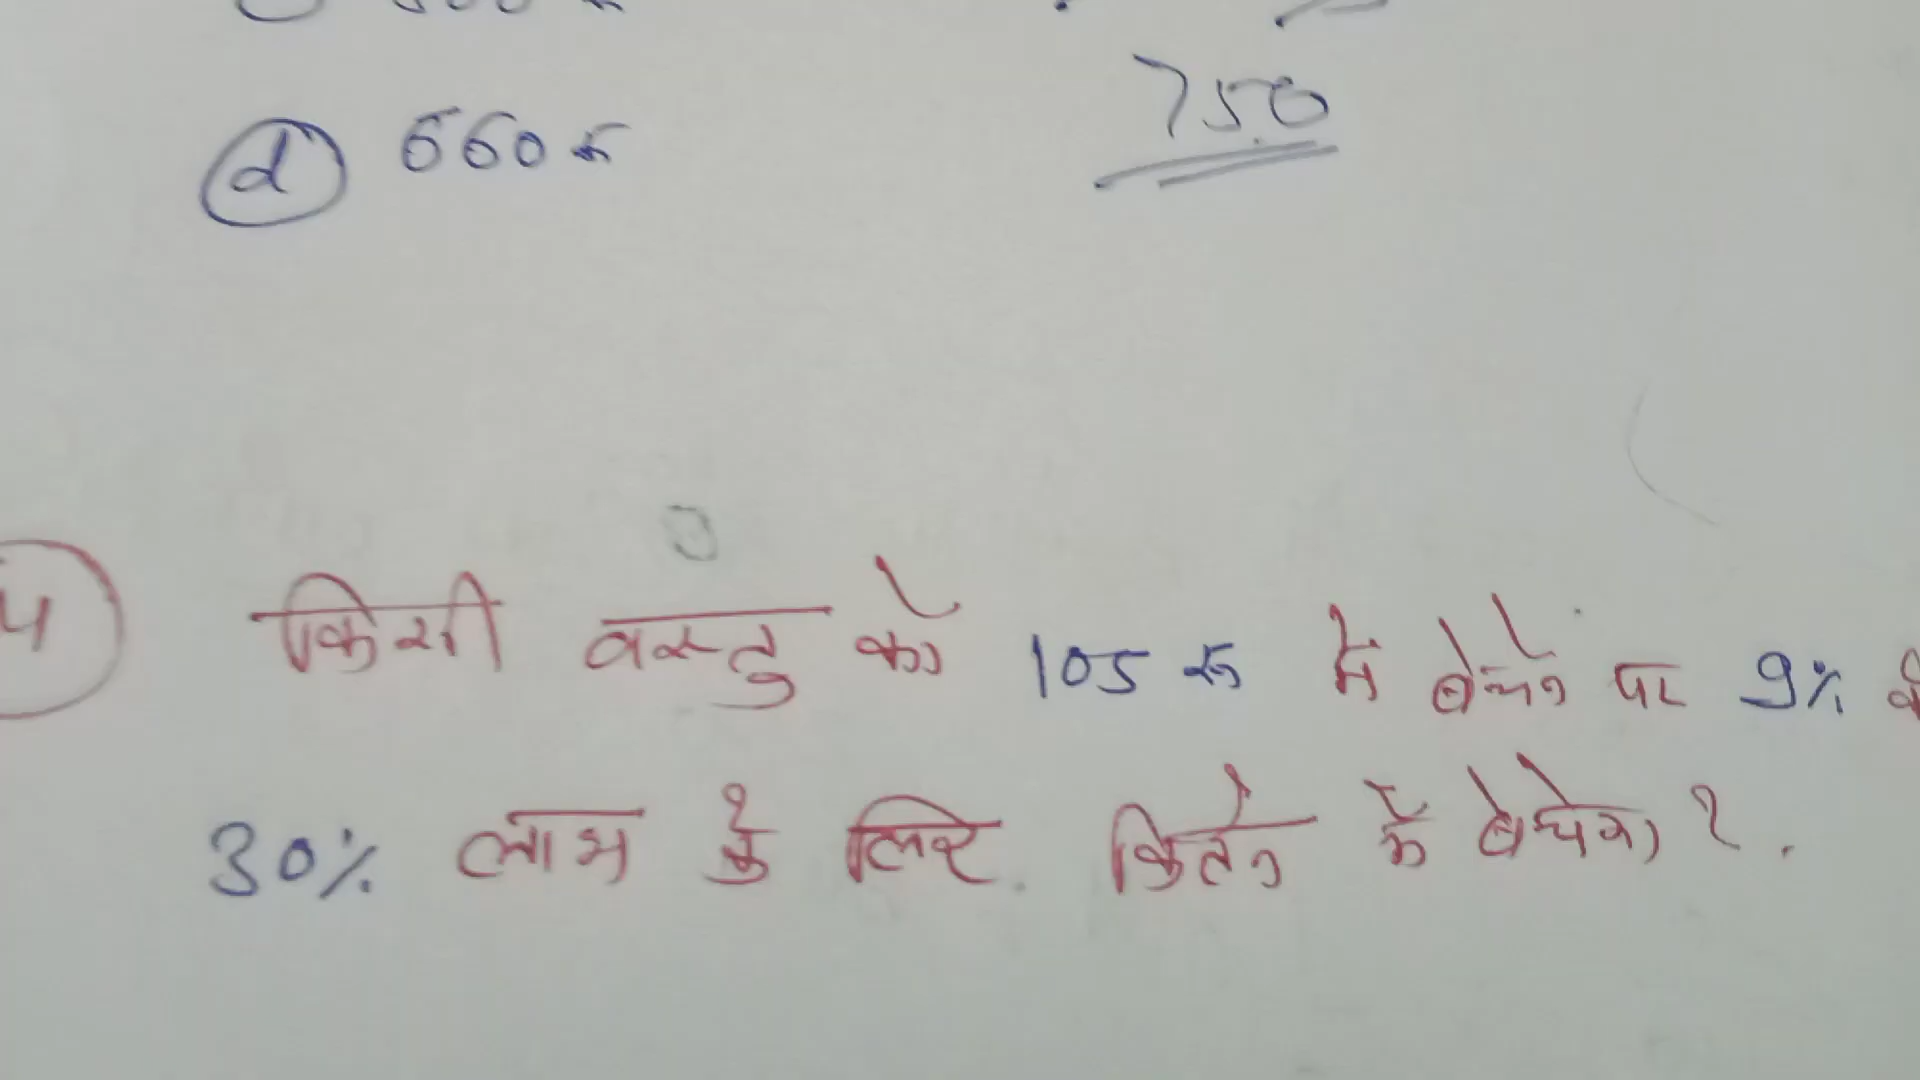 d 660 रू
750
4 किसी वस्तु को 105 रू में बेचने पर 9%
30% लाभ के लिए कितने में बेचेगा ?